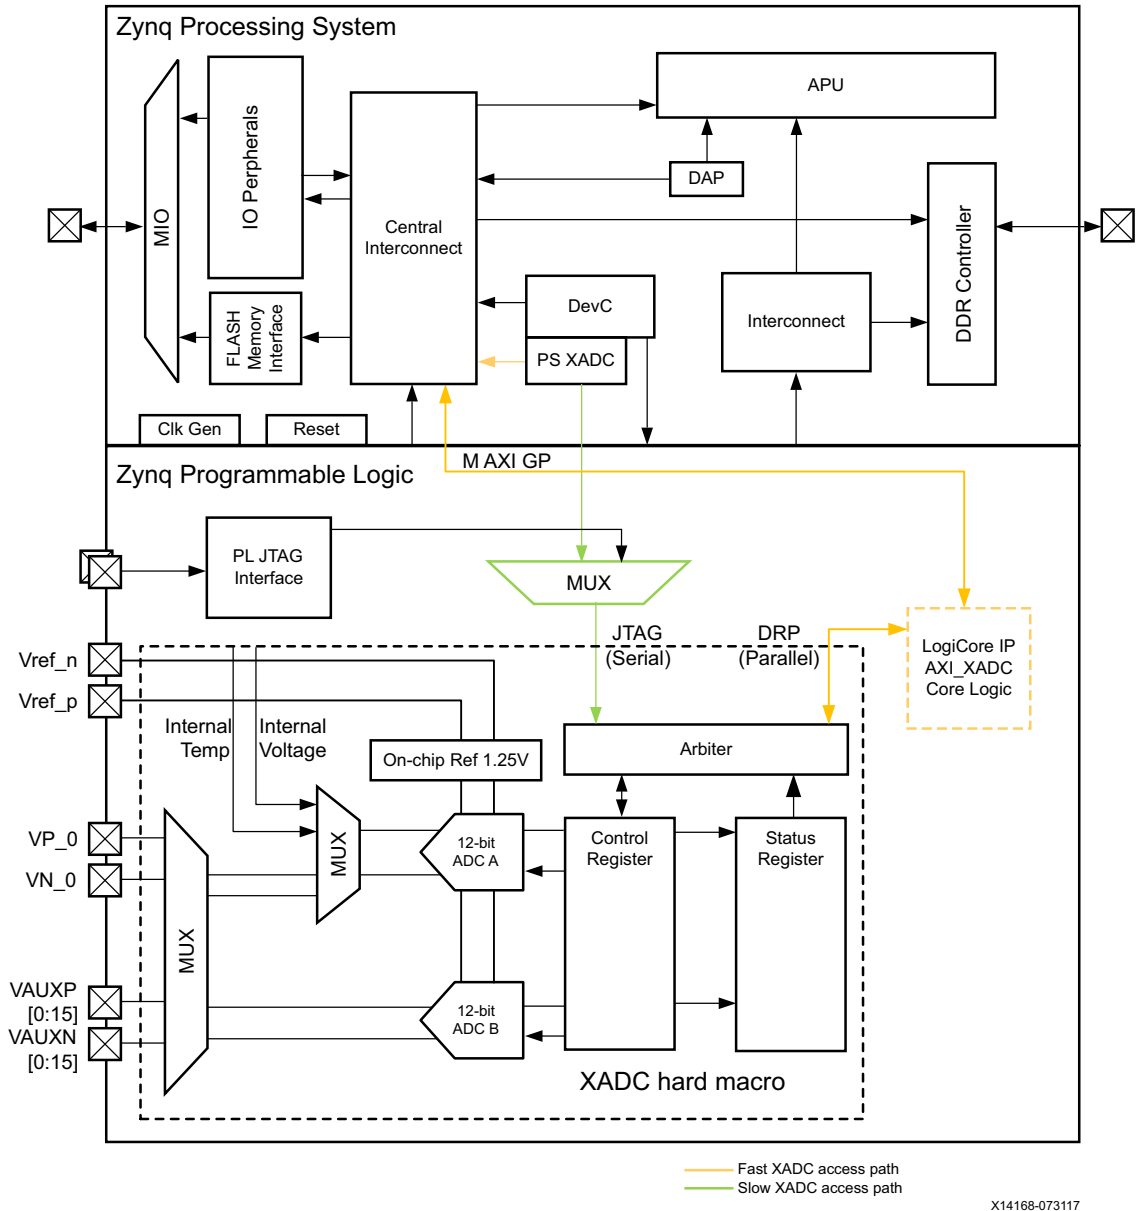 Zynq Processing System
APU
IO Perpherals
MIO
DAP
Central
Interconnect
DDR Controller
DevC
Interconnect
FLASH
Memory
Interface
PS XADC
Clk Gen
Reset
M AXI GP
Zynq Programmable Logic
PL JTAG
Interface
MUX
JTAG
(Serial)
DRP
(Parallel)
LogiCore IP
AXI_XADC
Core Logic
Vref_n
Vref_p
Internal
Temp
Internal
Voltage
On-chip Ref 1.25V
Arbiter
VP_0
VN_0
MUX
12-bit
ADC A
Control
Register
Status
Register
MUX
VAUXP
[0:15]
VAUXN
[0:15]
12-bit
ADC B
XADC hard macro
Fast XADC access path
Slow XADC access path
X14168-073117